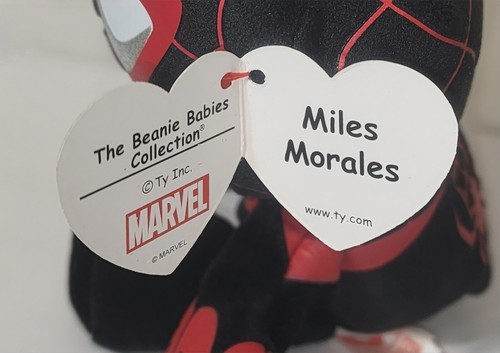 The Beanie Babies
Collection®
© Ty Inc.
MARVEL
© MARVEL
Miles
Morales
www.ty.com